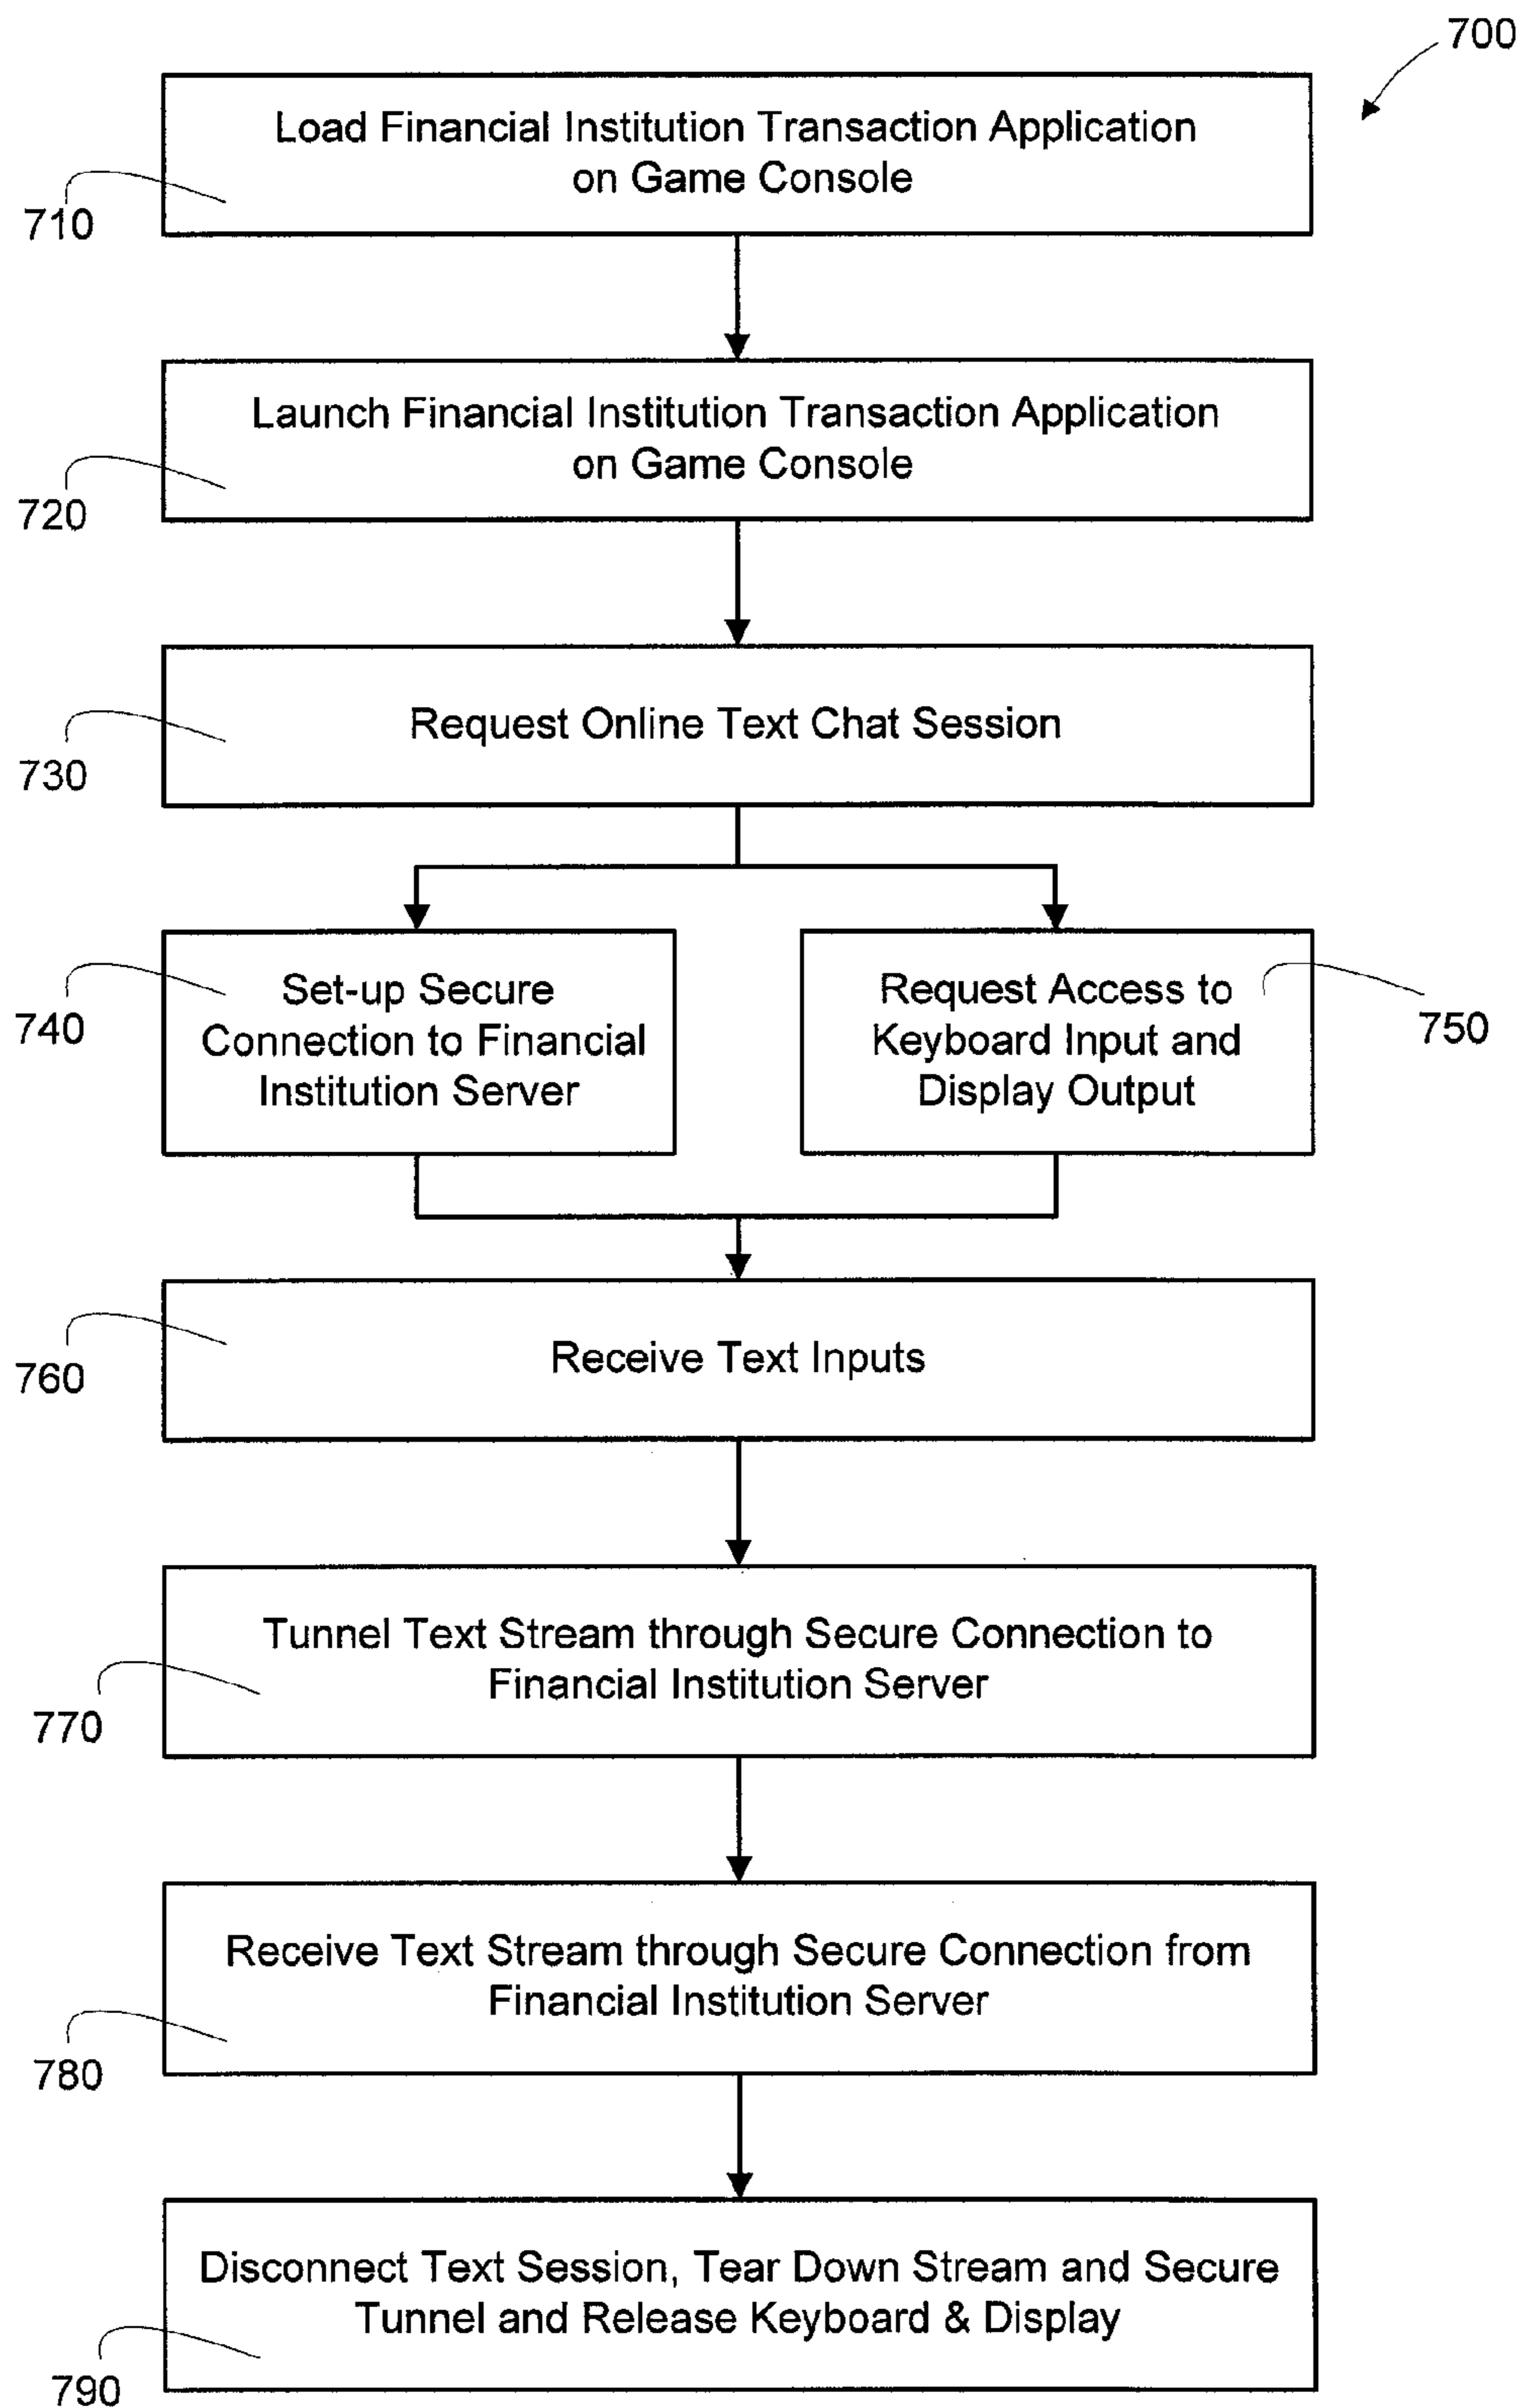 700
Load Financial Institution Transaction Application
on Game Console
710
Launch Financial Institution Transaction Application
on Game Console
720
Request Online Text Chat Session
730
Set-up Secure
Connection to Financial
Institution Server
740
Request Access to
Keyboard Input and
Display Output
750
Receive Text Inputs
760
Tunnel Text Stream through Secure Connection to
Financial Institution Server
770
Receive Text Stream through Secure Connection from
Financial Institution Server
780
Disconnect Text Session, Tear Down Stream and Secure
Tunnel and Release Keyboard & Display
790